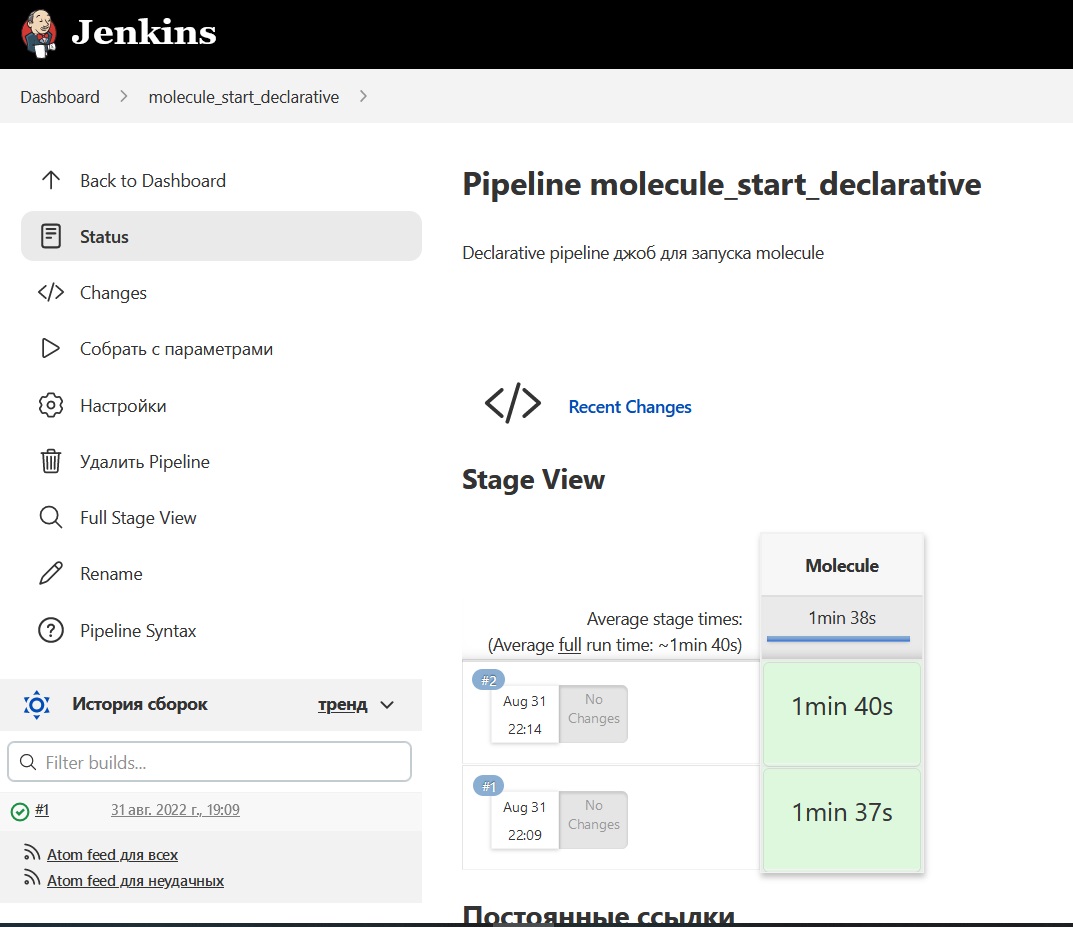 Jenkins
Dashboard
molecule_start_declarative
Back to Dashboard
Status
Changes
Собрать с параметрами
Настройки
Удалить Pipeline
Full Stage View
Rename
Pipeline Syntax
История сборок
тренд
Filter builds...
#1
31 авг. 2022 г., 19:09
Atom feed для всех
Atom feed для неудачных
Pipeline molecule_start_declarative
Declarative pipeline джоб для запуска molecule
Recent Changes
Stage View
Molecule
Average stage times:
(Average full run time: ~1min 40s)
1min 38s
#2
Aug 31
22:14
No
Changes
1min 40s
#1
Aug 31
22:09
No
Changes
1min 37s
Постоянные ссылки